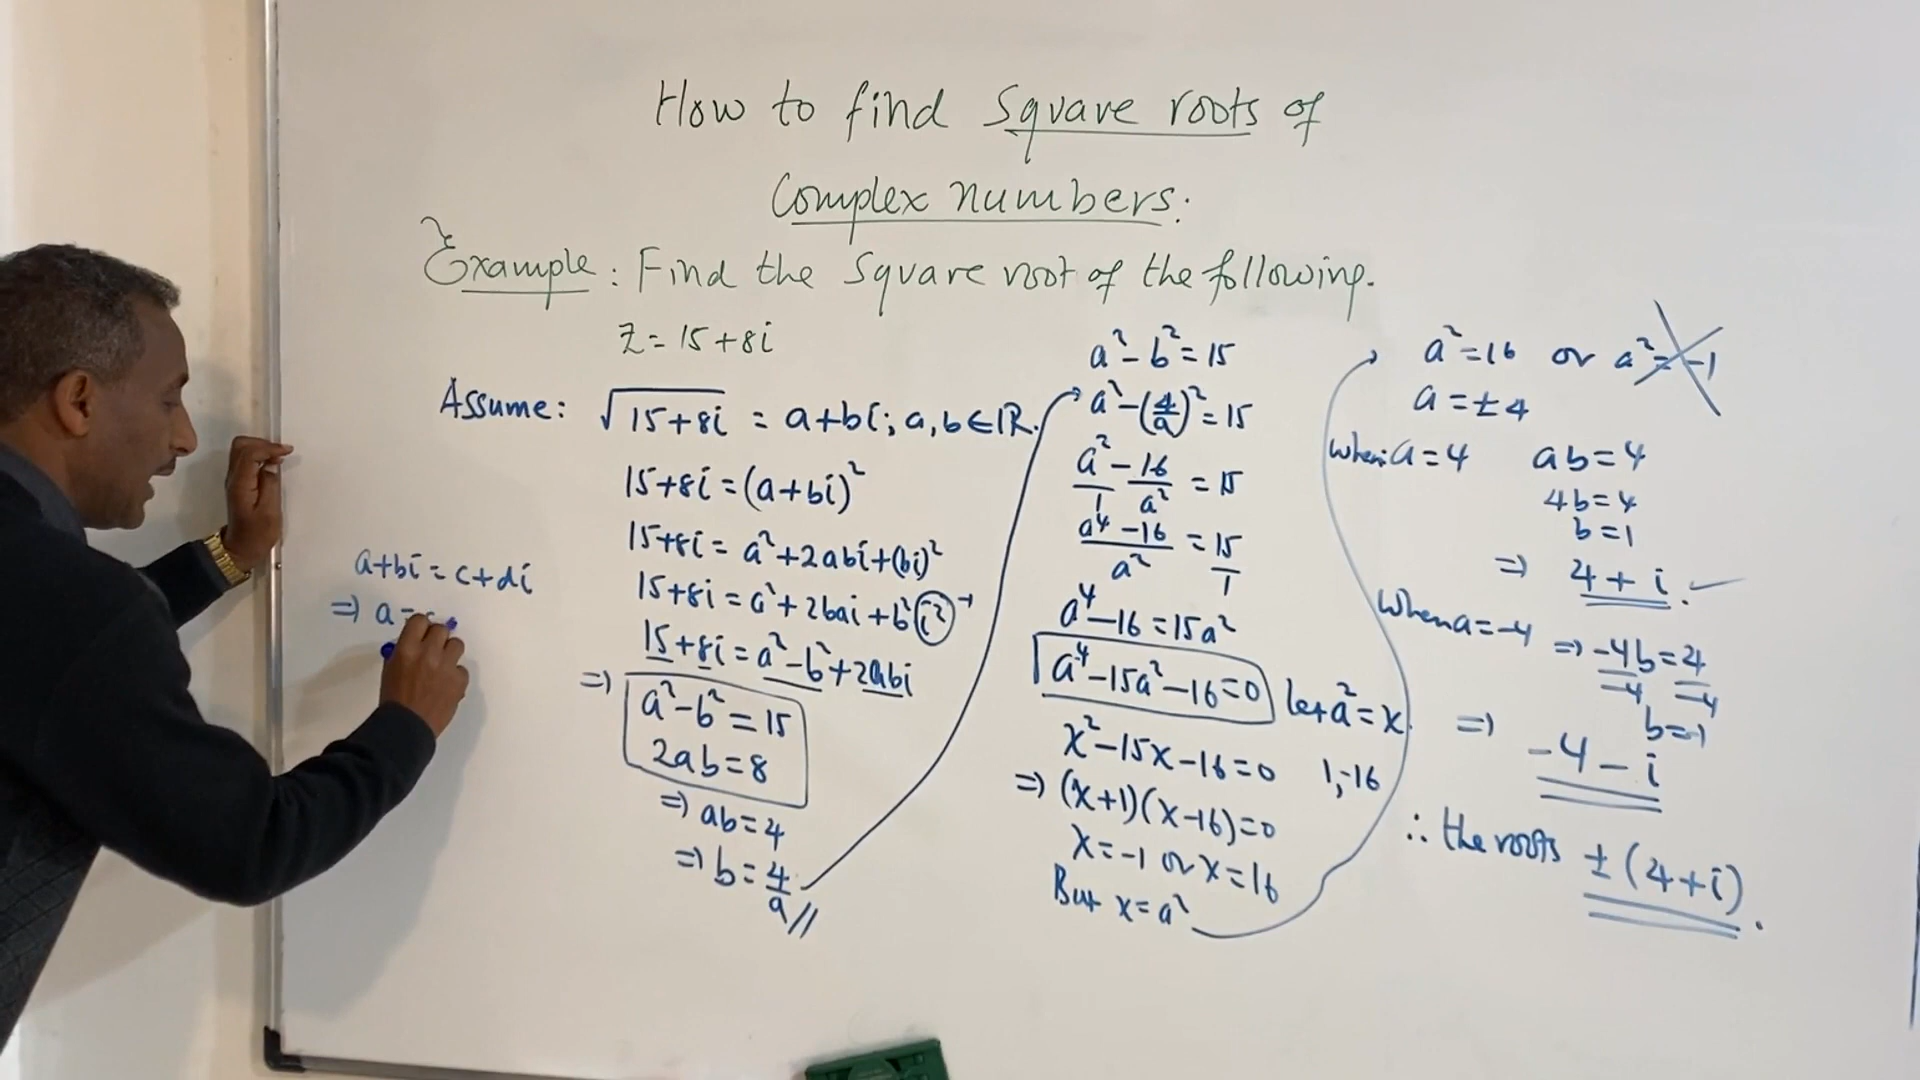 How to find Square roots of
Complex numbers:
Example: Find the Square root of the following.
Z = 15+8i
Assume: √(15+8i) = a+bi; a, b ∈ IR.
15+8i = (a+bi)²
15+8i = a²+2abi+(bi)²
15+8i = a²+2bai+b²i² →
15+8i = a²-b²+2abi
⇒ a²-b² = 15
2ab = 8
⇒ ab = 4
⇒ b = 4/a //
a+bi = c+di
⇒ a =
a²-b² = 15
a²-(4/a)² = 15
a²/1 - 16/a² = 15
(a⁴-16)/a² = 15/1
a⁴-16 = 15a²
a⁴-15a²-16=0 let a² = x
x²-15x-16=0 1,-16
⇒ (x+1)(x-16)=0
x=-1 or x=16
But x = a²
a²=16 or a²=-1
a = ±4
when: a = 4 ab = 4
4b = 4
b = 1
⇒ 4+i.
when a = -4 ⇒ -4b/-4 = 4/-4
b=-1
⇒ -4-i
∴ the roots ±(4+i).